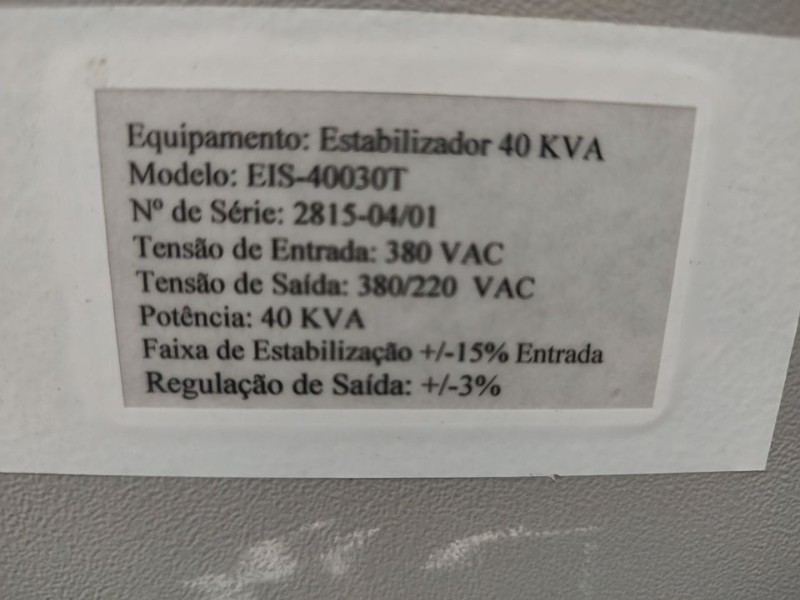 Equipamento: Estabilizador 40 KVA
Modelo: EIS-40030T
Nº de Série: 2815-04/01
Tensão de Entrada: 380 VAC
Tensão de Saída: 380/220 VAC
Potência: 40 KVA
Faixa de Estabilização +/-15% Entrada
Regulação de Saída: +/-3%